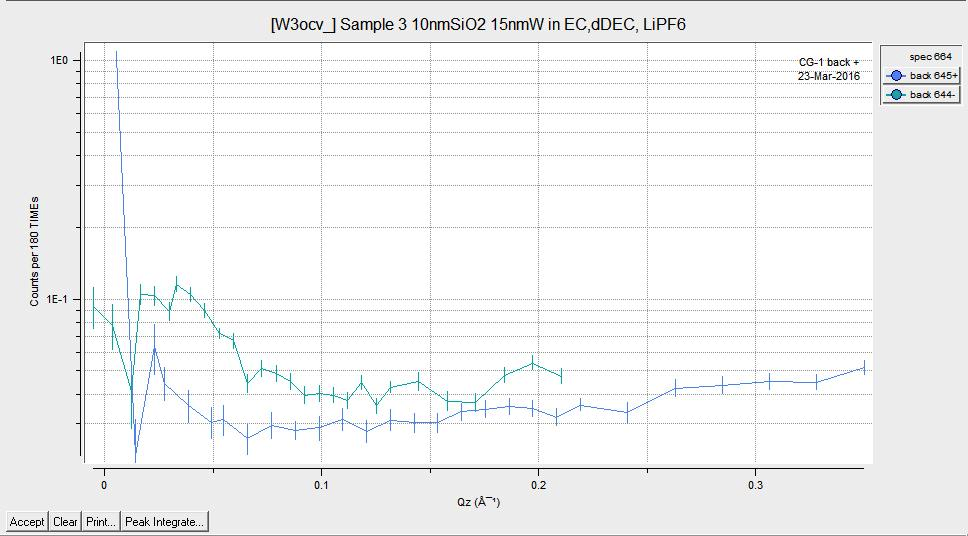 [W3ocv_] Sample 3 10nmSiO2 15nmW in EC,dDEC, LiPF6
CG-1 back +
23-Mar-2016
spec 664
back 645+
back 644-
1E0
1E-1
Counts per 180 TIMEs
0 0.1 0.2 0.3
Qz (Å¯¹)
Accept Clear Print... Peak Integrate...